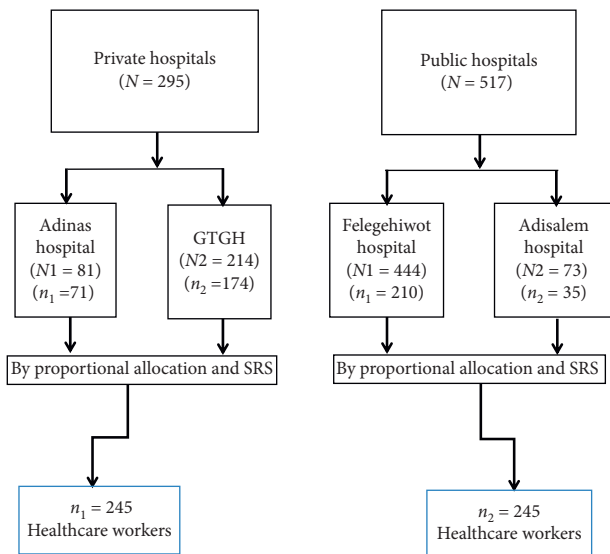 Private hospitals
(N = 295)
Public hospitals
(N = 517)
Adinas
hospital
(N1 = 81)
(n₁ =71)
GTGH
(N2 = 214)
(n₂ =174)
Felegehiwot
hospital
(N1 = 444)
(n₁ = 210)
Adisalem
hospital
(N2 = 73)
(n₂ = 35)
By proportional allocation and SRS
By proportional allocation and SRS
n₁ = 245
Healthcare workers
n₂ = 245
Healthcare workers